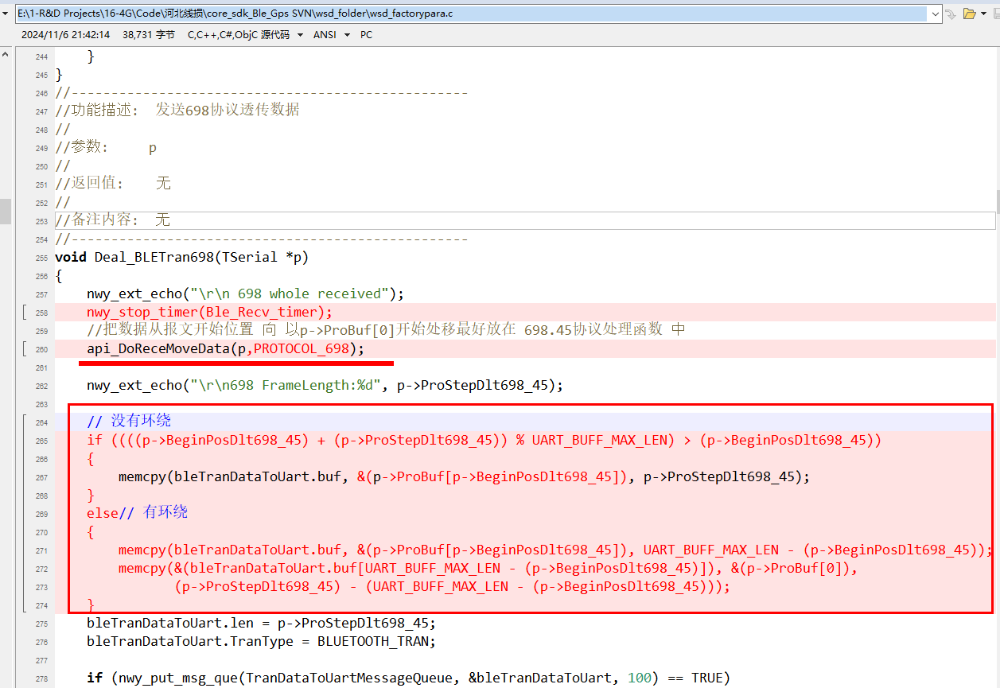 E:\1-R&D Projects\16-4G\Code\河北线损\core_sdk_Ble_Gps SVN\wsd_folder\wsd_factorypara.c
2024/11/6 21:42:14 38,731 字节 C,C++,C#,ObjC 源代码 ANSI PC
244 }
245 }
246 //--------------------------------------------------
247 //功能描述: 发送698协议透传数据
248 //
249 //参数: p
250 //
251 //返回值: 无
252 //
253 //备注内容: 无
254 //--------------------------------------------------
255 void Deal_BLETran698(TSerial *p)
256 {
257 nwy_ext_echo("\r\n 698 whole received");
258 nwy_stop_timer(Ble_Recv_timer);
259 //把数据从报文开始位置 向 以p->ProBuf[0]开始处移最好放在 698.45协议处理函数 中
260 api_DoReceMoveData(p,PROTOCOL_698);
261
262 nwy_ext_echo("\r\n698 FrameLength:%d", p->ProStepDlt698_45);
263
264 // 没有环绕
265 if ((((p->BeginPosDlt698_45) + (p->ProStepDlt698_45)) % UART_BUFF_MAX_LEN) > (p->BeginPosDlt698_45))
266 {
267 memcpy(bleTranDataToUart.buf, &(p->ProBuf[p->BeginPosDlt698_45]), p->ProStepDlt698_45);
268 }
269 else// 有环绕
270 {
271 memcpy(bleTranDataToUart.buf, &(p->ProBuf[p->BeginPosDlt698_45]), UART_BUFF_MAX_LEN - (p->BeginPosDlt698_45));
272 memcpy(&(bleTranDataToUart.buf[UART_BUFF_MAX_LEN - (p->BeginPosDlt698_45)]), &(p->ProBuf[0]),
273 (p->ProStepDlt698_45) - (UART_BUFF_MAX_LEN - (p->BeginPosDlt698_45)));
274 }
275 bleTranDataToUart.len = p->ProStepDlt698_45;
276 bleTranDataToUart.TranType = BLUETOOTH_TRAN;
277
278 if (nwy_put_msg_que(TranDataToUartMessageQueue, &bleTranDataToUart, 100) == TRUE)